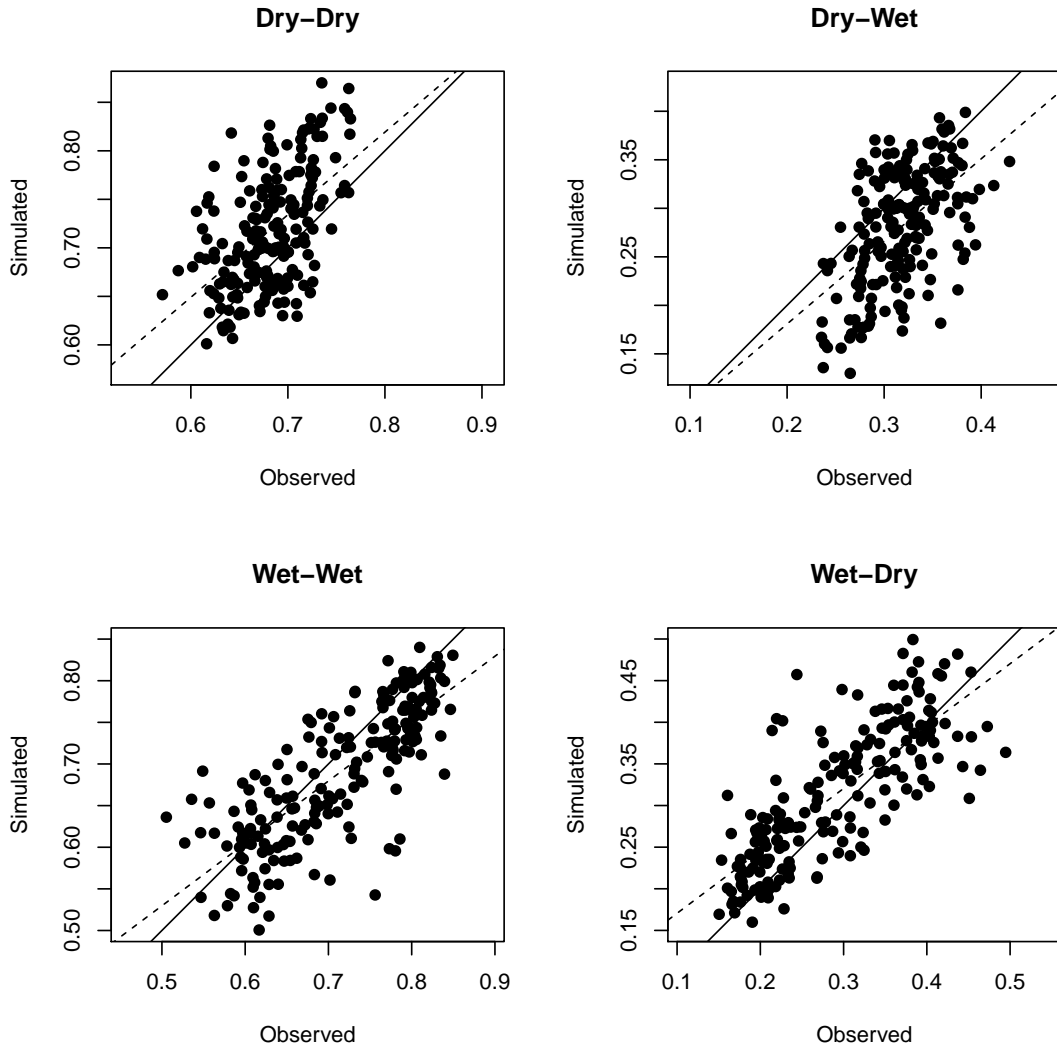 Dry−Dry
Simulated
0.60 0.70 0.80
0.6 0.7 0.8 0.9
Observed
Dry−Wet
Simulated
0.15 0.25 0.35
0.1 0.2 0.3 0.4
Observed
Wet−Wet
Simulated
0.50 0.60 0.70 0.80
0.5 0.6 0.7 0.8 0.9
Observed
Wet−Dry
Simulated
0.15 0.25 0.35 0.45
0.1 0.2 0.3 0.4 0.5
Observed